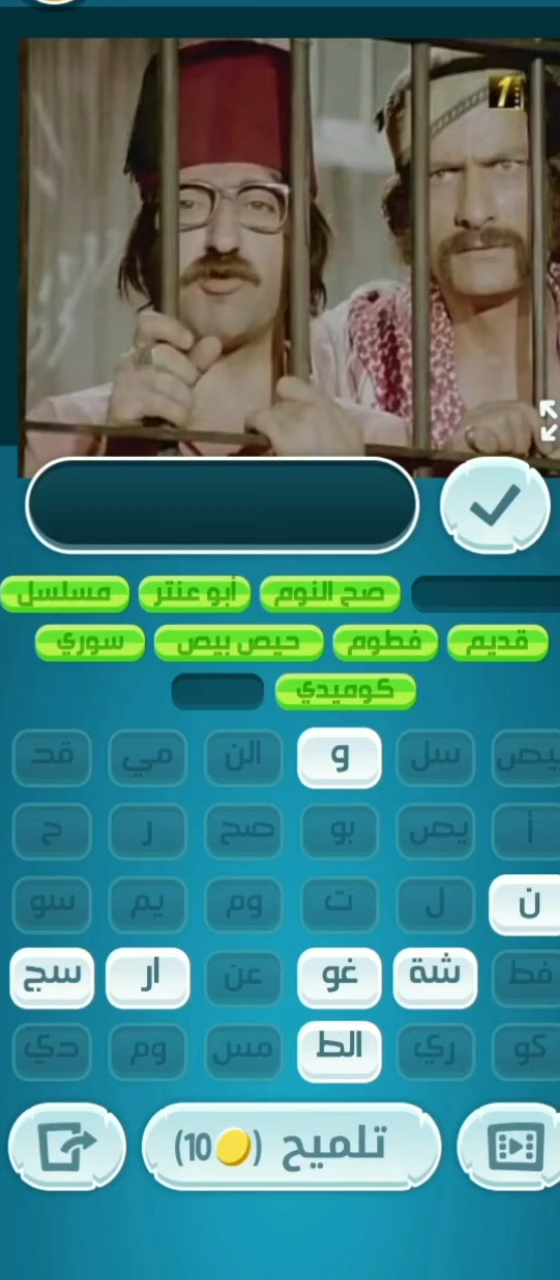 1
صح النوم أبو عنتر مسلسل
قديم فطوم حيص بيص سوري
كوميدي
يص سل و الن مي قد
أ يص بو صح ر ح
ن ل ت وم يم سو
فط شة غو عن ار سج
كو ري الط مس وم دي
تلميح (10)